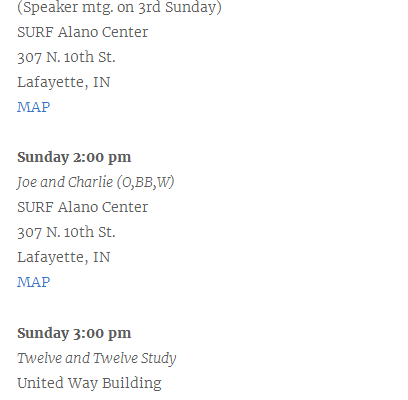 (Speaker mtg. on 3rd Sunday)
SURF Alano Center
307 N. 10th St.
Lafayette, IN
MAP
Sunday 2:00 pm
Joe and Charlie (O,BB,W)
SURF Alano Center
307 N. 10th St.
Lafayette, IN
MAP
Sunday 3:00 pm
Twelve and Twelve Study
United Way Building